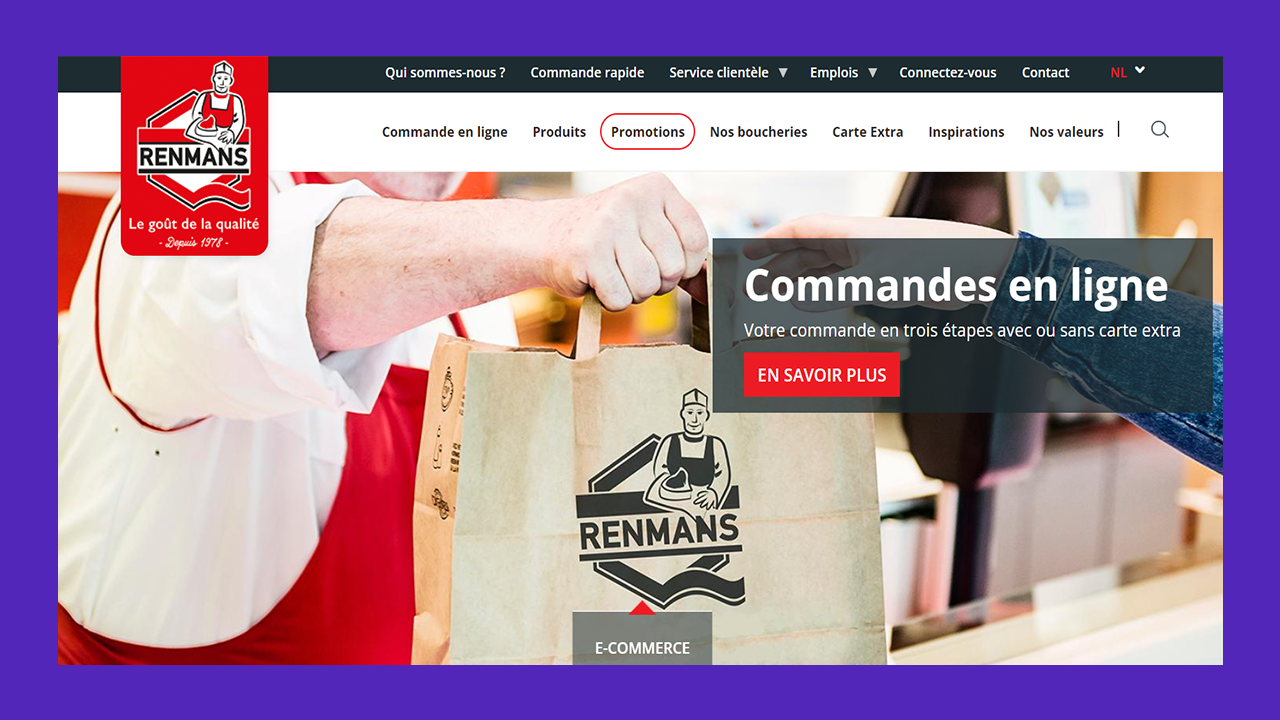 Qui sommes-nous ? Commande rapide Service clientèle Emplois Connectez-vous Contact NL
RENMANS
Le goût de la qualité
- Depuis 1978 -
Commande en ligne Produits Promotions Nos boucheries Carte Extra Inspirations Nos valeurs
Commandes en ligne
Votre commande en trois étapes avec ou sans carte extra
EN SAVOIR PLUS
RENMANS
E-COMMERCE